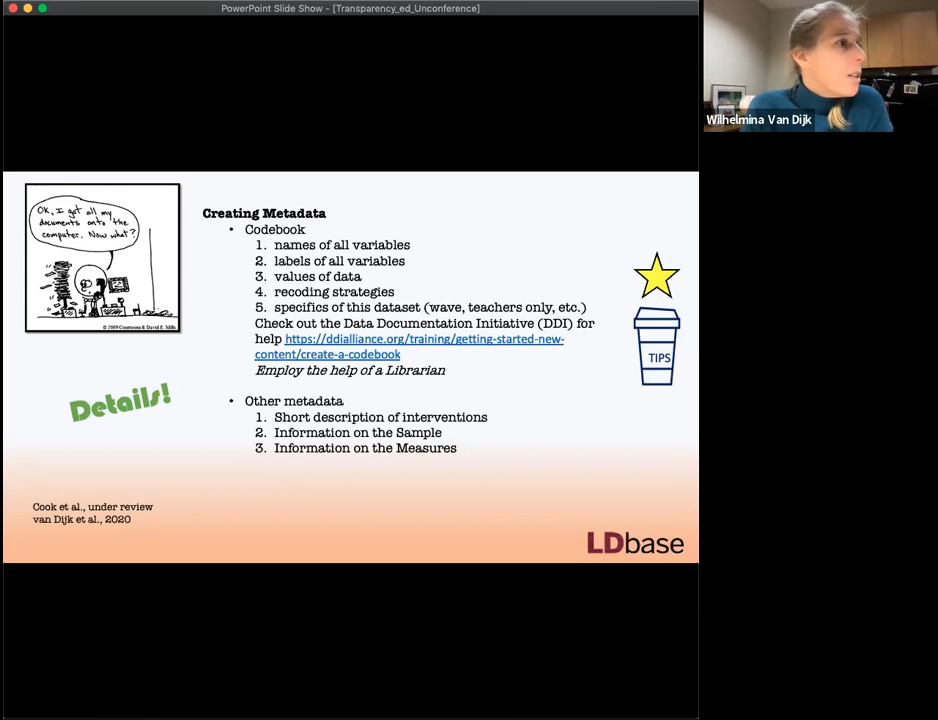 PowerPoint Slide Show - [Transparency_ed_Unconference]
Wilhelmina Van Dijk
OK, I got all my
documents onto the
computer. Now what?
© 2009 Courtoons & David E. Mills
Details!
Creating Metadata
• Codebook
1. names of all variables
2. labels of all variables
3. values of data
4. recoding strategies
5. specifics of this dataset (wave, teachers only, etc.)
Check out the Data Documentation Initiative (DDI) for
help https://ddialliance.org/training/getting-started-new-
content/create-a-codebook
Employ the help of a Librarian
• Other metadata
1. Short description of interventions
2. Information on the Sample
3. Information on the Measures
TIPS
Cook et al., under review
van Dijk et al., 2020
LDbase